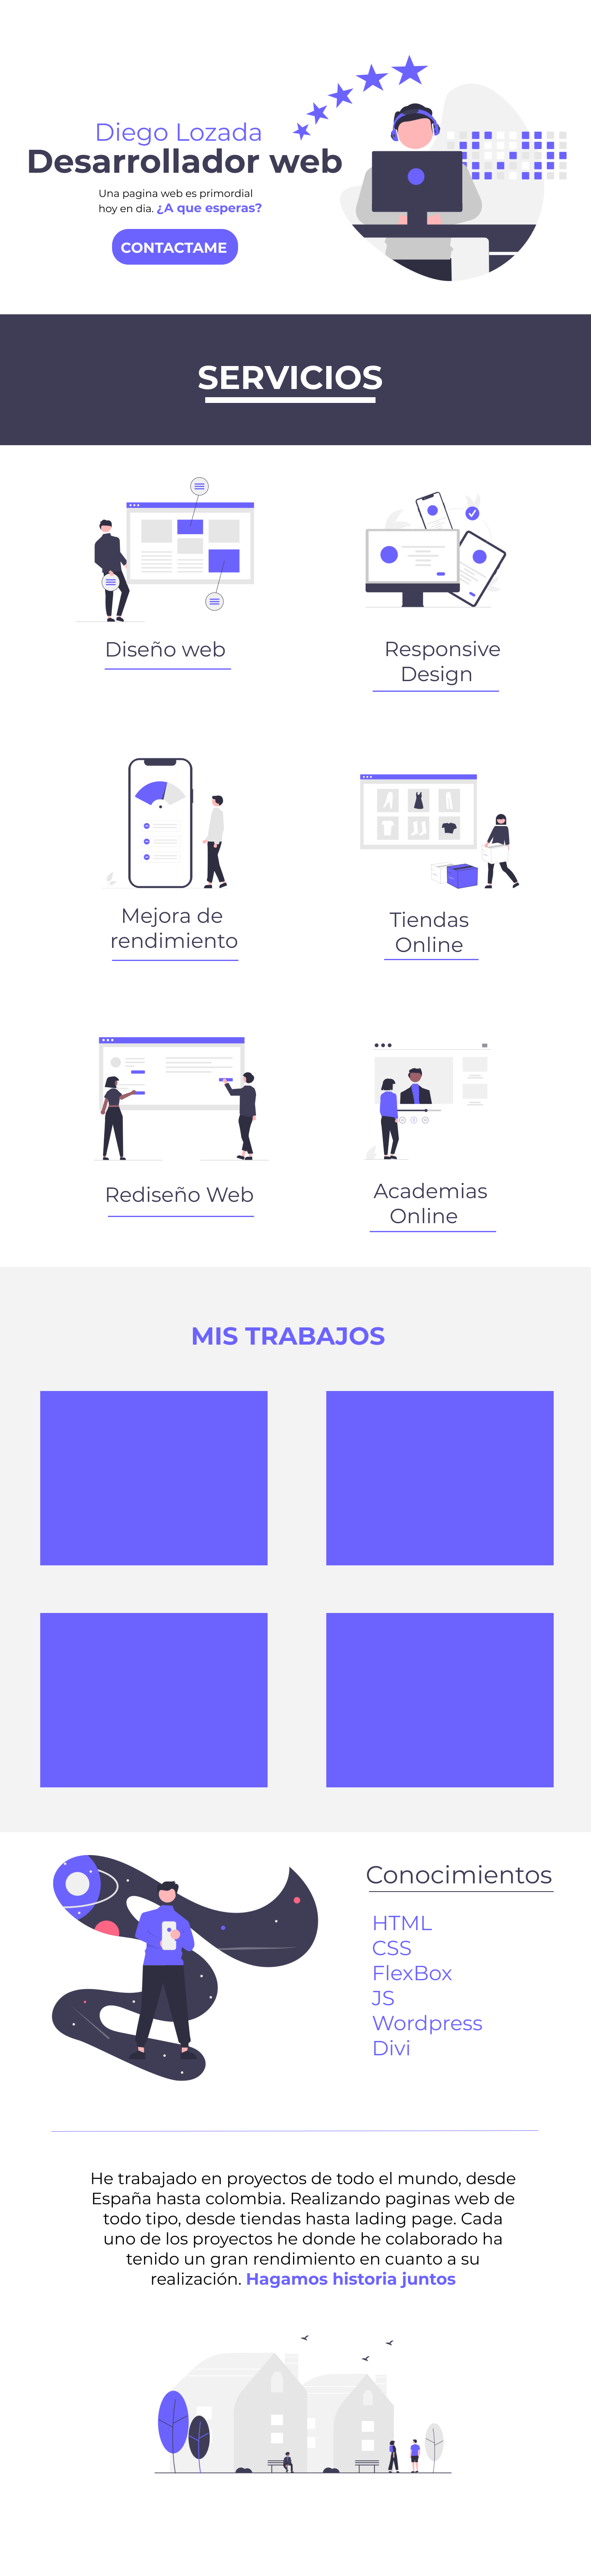 Diego Lozada
Desarrollador web
Una pagina web es primordial
hoy en dia. ¿A que esperas?
CONTACTAME
SERVICIOS
Diseño web
Responsive
Design
Mejora de
rendimiento
Tiendas
Online
Rediseño Web
Academias
Online
MIS TRABAJOS
Conocimientos
HTML
CSS
FlexBox
JS
Wordpress
Divi
He trabajado en proyectos de todo el mundo, desde
España hasta colombia. Realizando paginas web de
todo tipo, desde tiendas hasta lading page. Cada
uno de los proyectos he donde he colaborado ha
tenido un gran rendimiento en cuanto a su
realización. Hagamos historia juntos